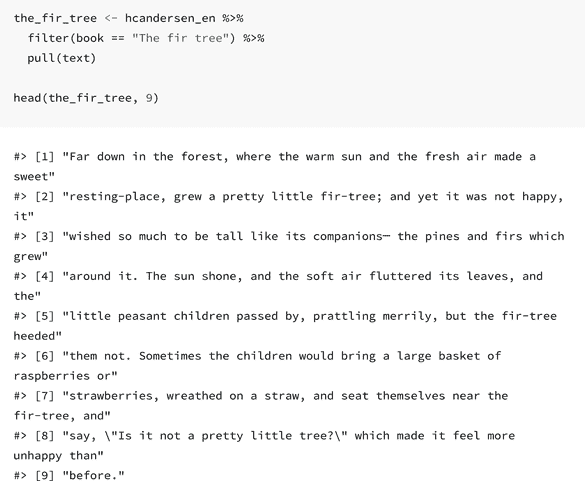 the_fir_tree <- hcandersen_en %>%
  filter(book == "The fir tree") %>%
  pull(text)

head(the_fir_tree, 9)

#> [1] "Far down in the forest, where the warm sun and the fresh air made a
sweet"
#> [2] "resting-place, grew a pretty little fir-tree; and yet it was not happy,
it"
#> [3] "wished so much to be tall like its companions— the pines and firs which
grew"
#> [4] "around it. The sun shone, and the soft air fluttered its leaves, and
the"
#> [5] "little peasant children passed by, prattling merrily, but the fir-tree
heeded"
#> [6] "them not. Sometimes the children would bring a large basket of
raspberries or"
#> [7] "strawberries, wreathed on a straw, and seat themselves near the
fir-tree, and"
#> [8] "say, \"Is it not a pretty little tree?\" which made it feel more
unhappy than"
#> [9] "before."